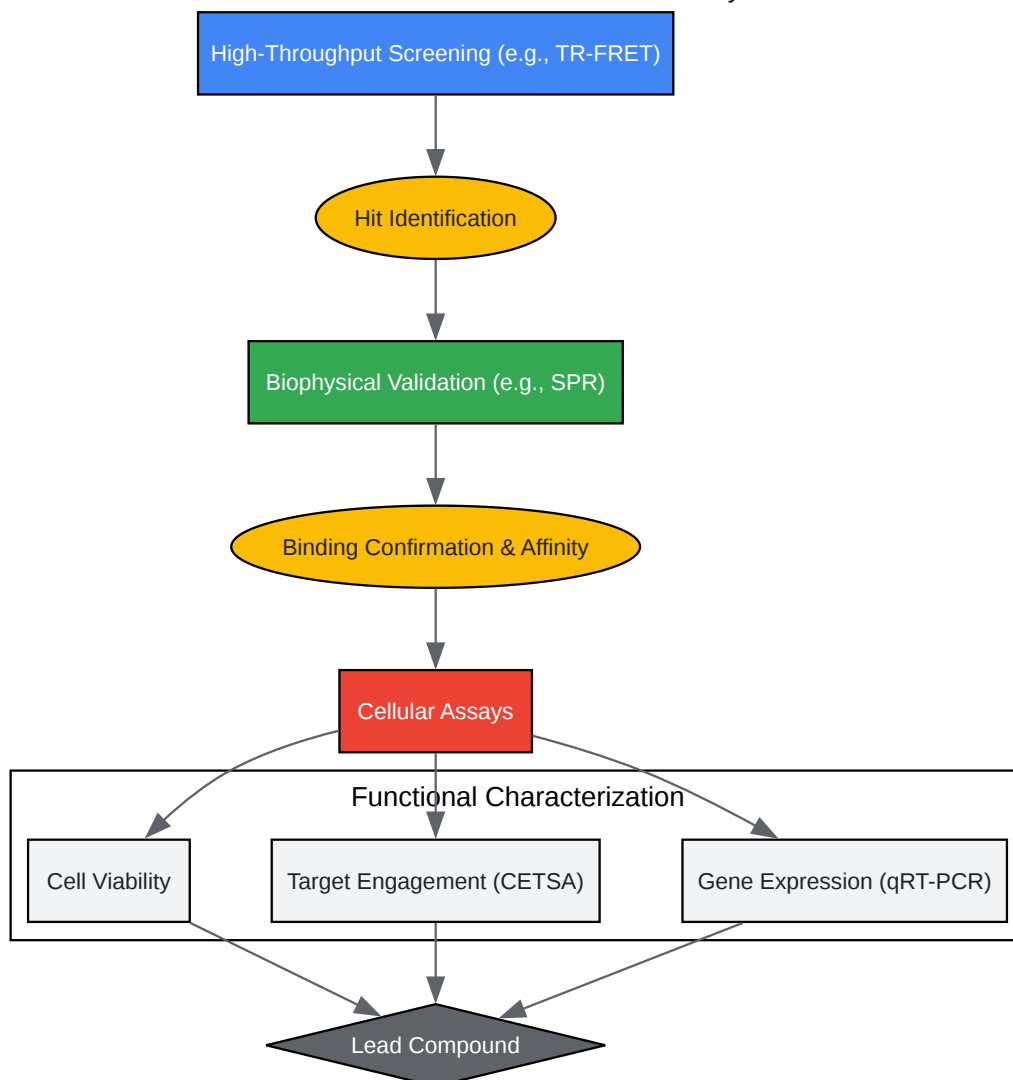 High-Throughput Screening (e.g., TR-FRET)
Hit Identification
Biophysical Validation (e.g., SPR)
Binding Confirmation & Affinity
Cellular Assays
Functional Characterization
Cell Viability
Target Engagement (CETSA)
Gene Expression (qRT-PCR)
Lead Compound